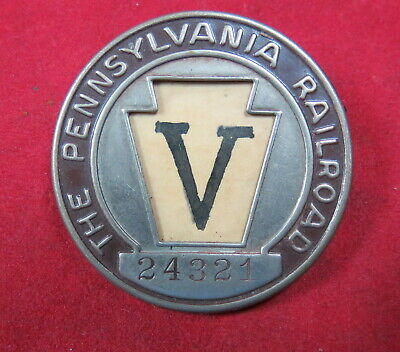 THE PENNSYLVANIA RAILROAD
V
24321